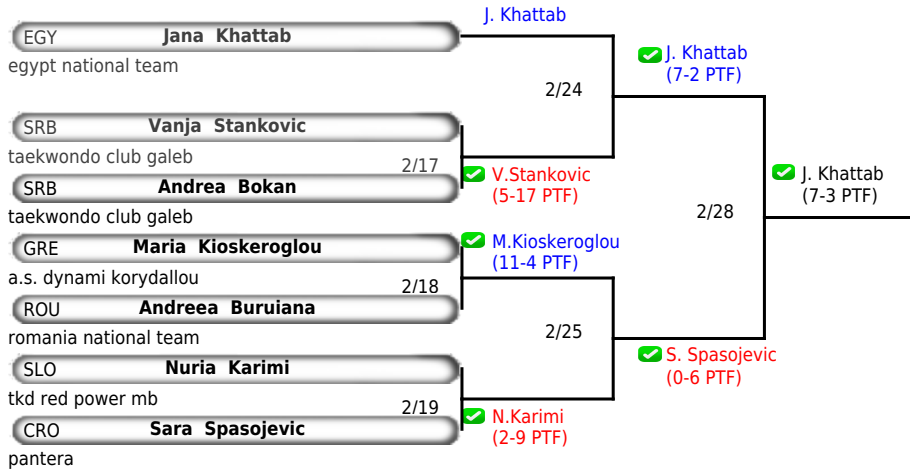 J. Khattab
EGY Jana Khattab
egypt national team
J. Khattab
(7-2 PTF)
2/24
SRB Vanja Stankovic
taekwondo club galeb
2/17
V.Stankovic
(5-17 PTF)
SRB Andrea Bokan
taekwondo club galeb
J. Khattab
(7-3 PTF)
2/28
GRE Maria Kioskeroglou
a.s. dynami korydallou
M.Kioskeroglou
(11-4 PTF)
2/18
ROU Andreea Buruiana
romania national team
2/25
S. Spasojevic
(0-6 PTF)
SLO Nuria Karimi
tkd red power mb
2/19
N.Karimi
(2-9 PTF)
CRO Sara Spasojevic
pantera